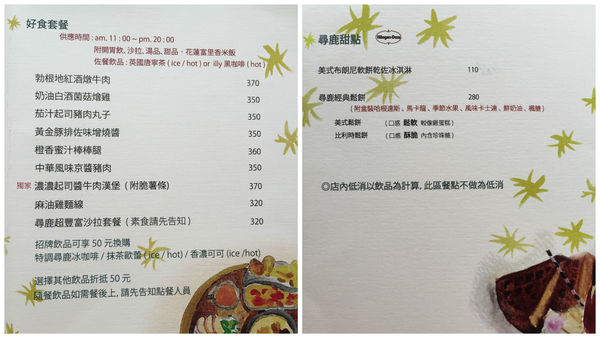 好食套餐
供應時間 : am. 11 : 00 ~ pm. 20 : 00
附開胃飲、沙拉、湯品、甜品、花蓮富里香米飯
佐餐飲品 : 英國唐寧茶 ( ice / hot ) or illy 黑咖啡 ( hot )
勃根地紅酒燉牛肉 370
奶油白酒菌菇燴雞 350
茄汁起司豬肉丸子 350
黃金豚排佐味噌燒醬 350
橙香蜜汁棒棒腿 360
中華風味京醬豬肉 350
獨家 濃濃起司醬牛肉漢堡 ( 附脆薯條) 370
麻油雞麵線 320
尋鹿超豐富沙拉套餐 ( 素食請先告知 ) 320
招牌飲品可享 50 元換購
特調尋鹿冰咖啡 / 抹茶歐蕾 ( ice / hot) / 香濃可可 (ice /hot)
選擇其他飲品折抵 50 元
隨餐飲品如需餐後上, 請先告知點餐人員
尋鹿甜點 Häagen-Dazs
美式布朗尼軟餅乾佐冰淇淋 110
尋鹿經典鬆餅 280
( 附盒裝哈根達斯、馬卡龍、季節水果、風味卡士達、鮮奶油、楓糖 )
美式鬆餅 ( 口感 鬆軟 較像雞蛋糕 )
比利時鬆餅 ( 口感 酥脆 內含珍珠糖 )
◎店內低消以飲品為計算, 此區餐點不做為低消